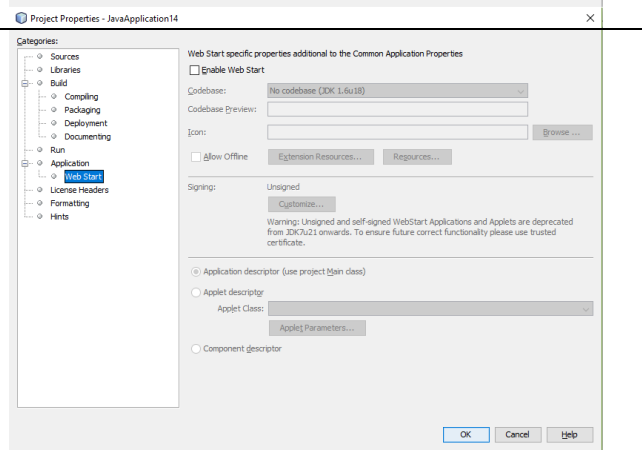 Project Properties - JavaApplication14
Categories:
Sources
Libraries
Build
Compiling
Packaging
Deployment
Documenting
Run
Application
Web Start
License Headers
Formatting
Hints
Web Start specific properties additional to the Common Application Properties
Enable Web Start
Codebase: No codebase (JDK 1.6u18)
Codebase Preview:
Icon: Browse ...
Allow Offline Extension Resources... Resources...
Signing: Unsigned
Customize...
Warning: Unsigned and self-signed WebStart Applications and Applets are deprecated
from JDK7u21 onwards. To ensure future correct functionality please use trusted
certificate.
Application descriptor (use project Main class)
Applet descriptor
Applet Class:
Applet Parameters...
Component descriptor
OK Cancel Help